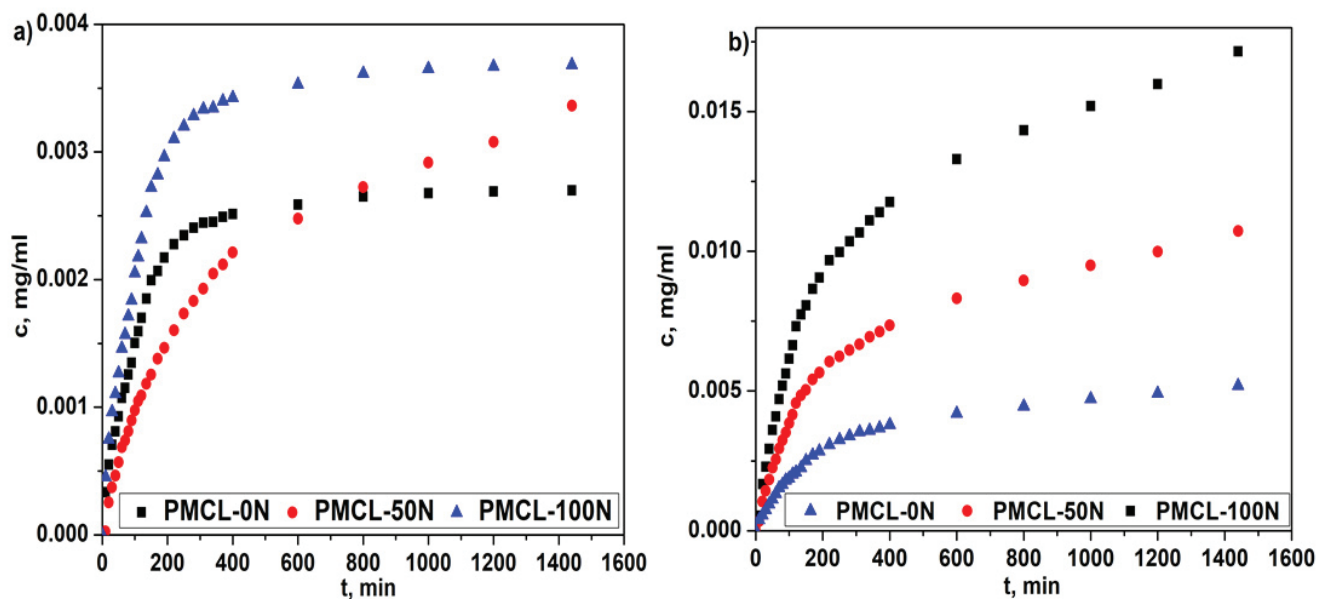 a)
0.004
0.003
0.002
0.001
0.000
c, mg/ml
PMCL-0N PMCL-50N PMCL-100N
0 200 400 600 800 1000 1200 1400 1600
t, min
b)
0.015
0.010
0.005
0.000
c, mg/ml
PMCL-0N PMCL-50N PMCL-100N
0 200 400 600 800 1000 1200 1400 1600
t, min